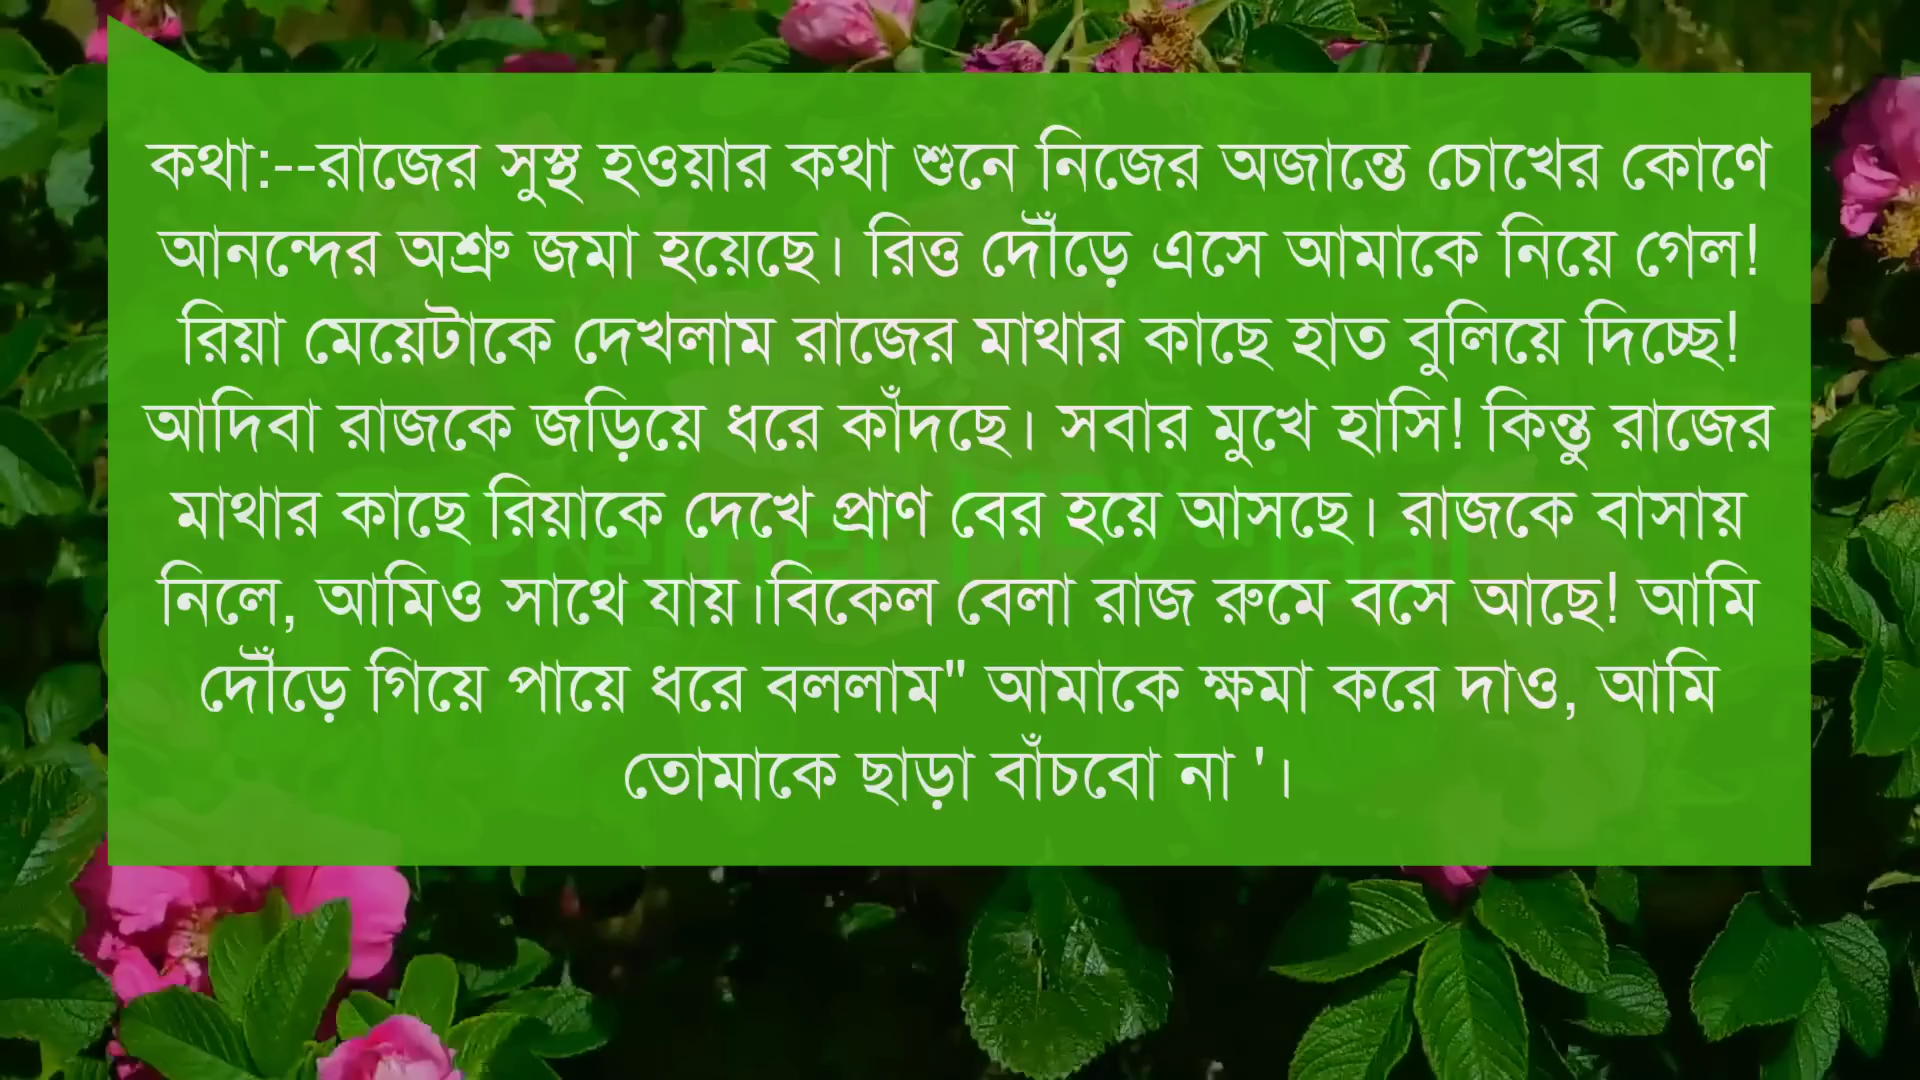 কথা:--রাজের সুস্থ হওয়ার কথা শুনে নিজের অজান্তে চোখের কোণে
আনন্দের অশ্রু জমা হয়েছে। রিত্ত দৌঁড়ে এসে আমাকে নিয়ে গেল!
রিয়া মেয়েটাকে দেখলাম রাজের মাথার কাছে হাত বুলিয়ে দিচ্ছে!
আদিবা রাজকে জড়িয়ে ধরে কাঁদছে। সবার মুখে হাসি! কিন্তু রাজের
মাথার কাছে রিয়াকে দেখে প্রাণ বের হয়ে আসছে। রাজকে বাসায়
নিলে, আমিও সাথে যায়।বিকেল বেলা রাজ রুমে বসে আছে! আমি
দৌঁড়ে গিয়ে পায়ে ধরে বললাম" আমাকে ক্ষমা করে দাও, আমি
তোমাকে ছাড়া বাঁচবো না '।